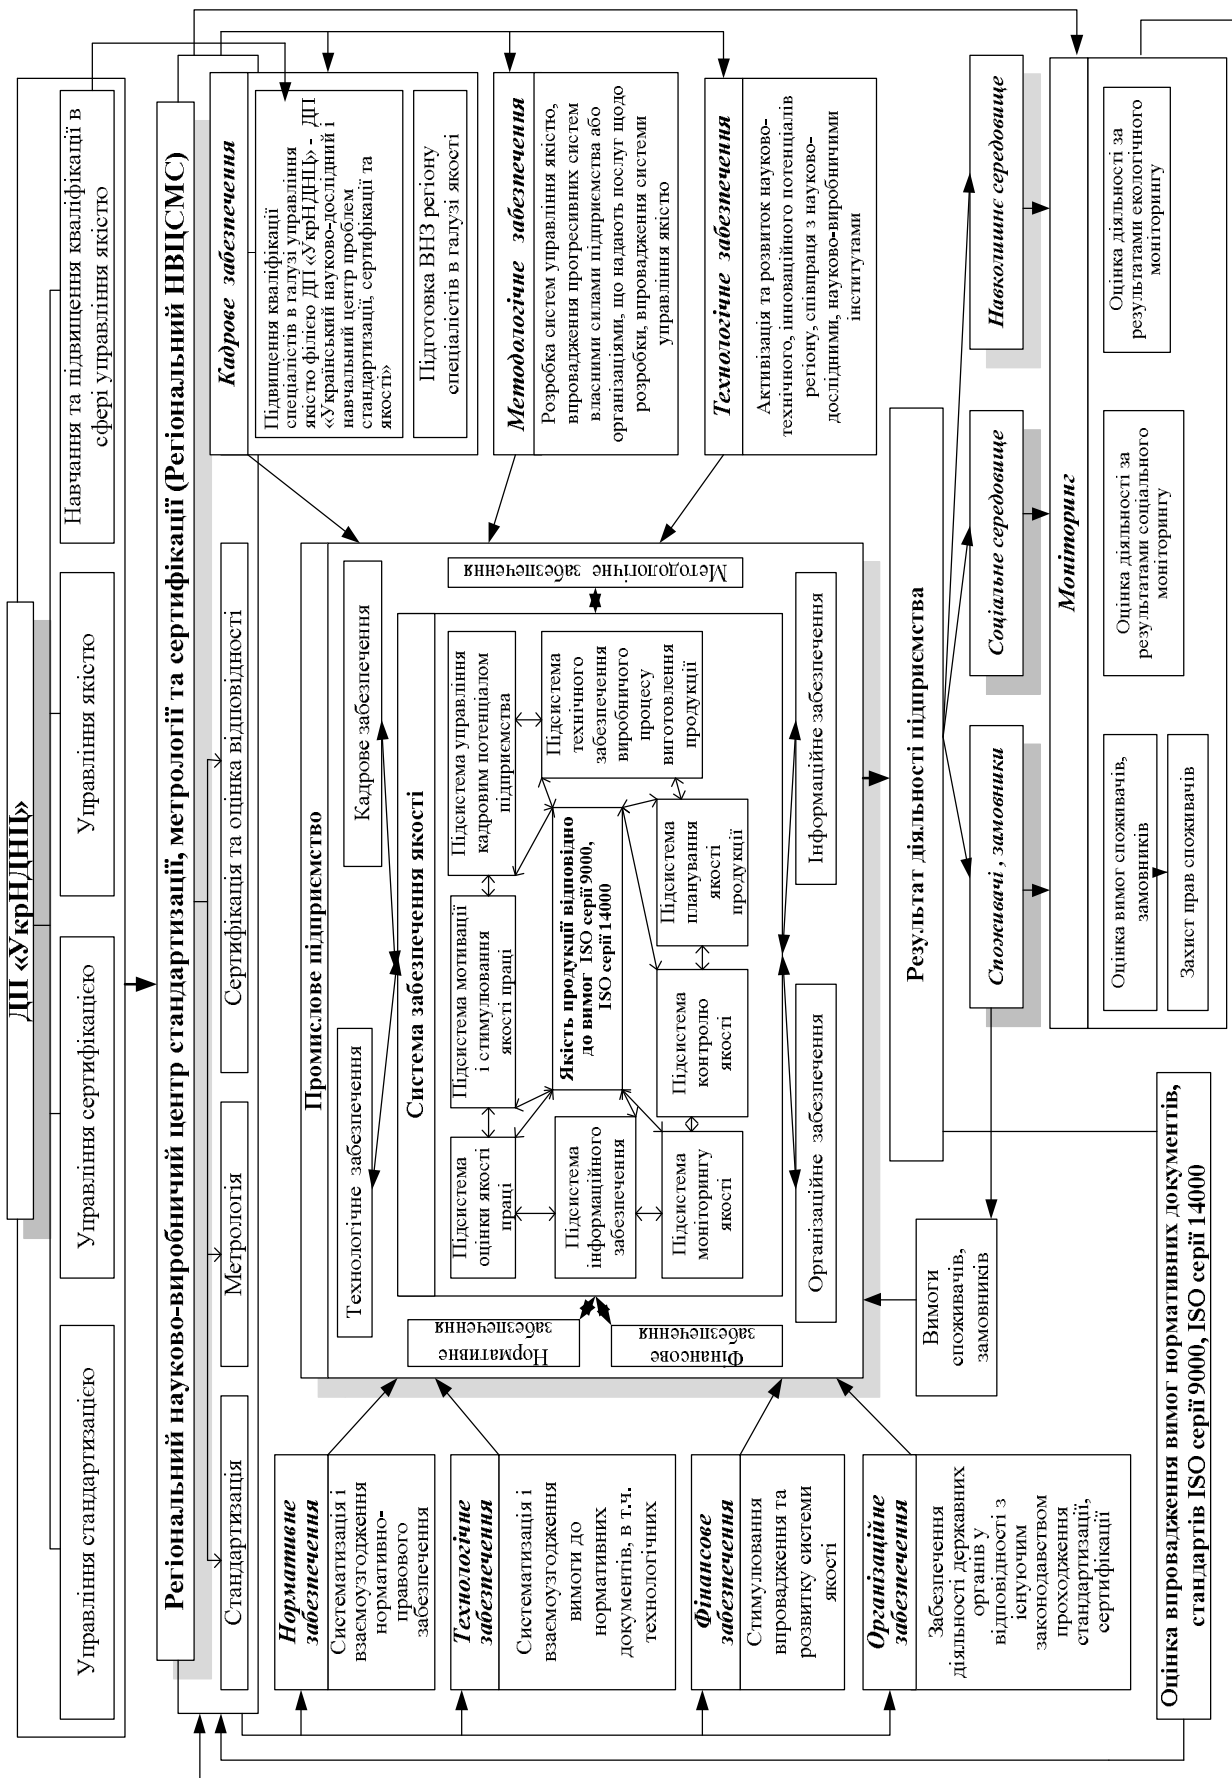 ДП «УкрНДНЦ»
Управління стандартизацією
Управління сертифікацією
Управління якістю
Навчання та підвищення кваліфікації в
сфері управління якістю
Регіональний науково-виробничий центр стандартизації, метрології та сертифікації (Регіональний НВЦСМС)
Стандартизація
Метрологія
Сертифікація та оцінка відповідності
Нормативне
забезпечення
Систематизація і
взаємоузгодження
нормативно-
правового
забезпечення
Технологічне
забезпечення
Систематизація і
взаємоузгодження
вимоги до
нормативних
документів, в т.ч.
технологічних
Фінансове
забезпечення
Стимулювання
впровадження та
розвитку системи
якості
Організаційне
забезпечення
Забезпечення
діяльності державних
органів у
відповідності з
існуючим
законодавством
проходження
стандартизації,
сертифікації
Промислове підприємство
Технологічне забезпечення
Кадрове забезпечення
Нормативне
забезпечення
Фінансове
забезпечення
Система забезпечення якості
Підсистема
оцінки якості
праці
Підсистема мотивації
і стимулювання
якості праці
Підсистема управління
кадровим потенціалом
підприємства
Підсистема
інформаційного
забезпечення
Якість продукції відповідно
до вимог ISO серії 9000,
ISO серії 14000
Підсистема
технічного
забезпечення
виробничого
процесу
виготовлення
продукції
Підсистема
моніторингу
якості
Підсистема
контролю
якості
Підсистема
планування
якості
продукції
Методологічне забезпечення
Організаційне забезпечення
Інформаційне забезпечення
Кадрове забезпечення
Підвищення кваліфікації
спеціалістів в галузі управління
якістю філією ДП «УкрНДНЦ» - ДП
«Український науково-дослідний і
навчальний центр проблем
стандартизації, сертифікації та
якості»
Підготовка ВНЗ регіону
спеціалістів в галузі якості
Методологічне забезпечення
Розробка систем управління якістю,
впровадження прогресивних систем
власними силами підприємства або
організаціями, що надають послуг щодо
розробки, впровадження системи
управління якістю
Технологічне забезпечення
Активізація та розвиток науково-
технічного, інноваційного потенціалів
регіону, співпраця з науково-
дослідними, науково-виробничими
інститутами
Результат діяльності підприємства
Вимоги
споживачів,
замовників
Споживачі , замовники
Соціальне середовище
Навколишнє середовище
Моніторинг
Оцінка вимог споживачів,
замовників
Захист прав споживачів
Оцінка діяльності за
результатами соціального
моніторингу
Оцінка діяльності за
результатами екологічного
моніторингу
Оцінка впровадження вимог нормативних документів,
стандартів ISO серії 9000, ISO серії 14000